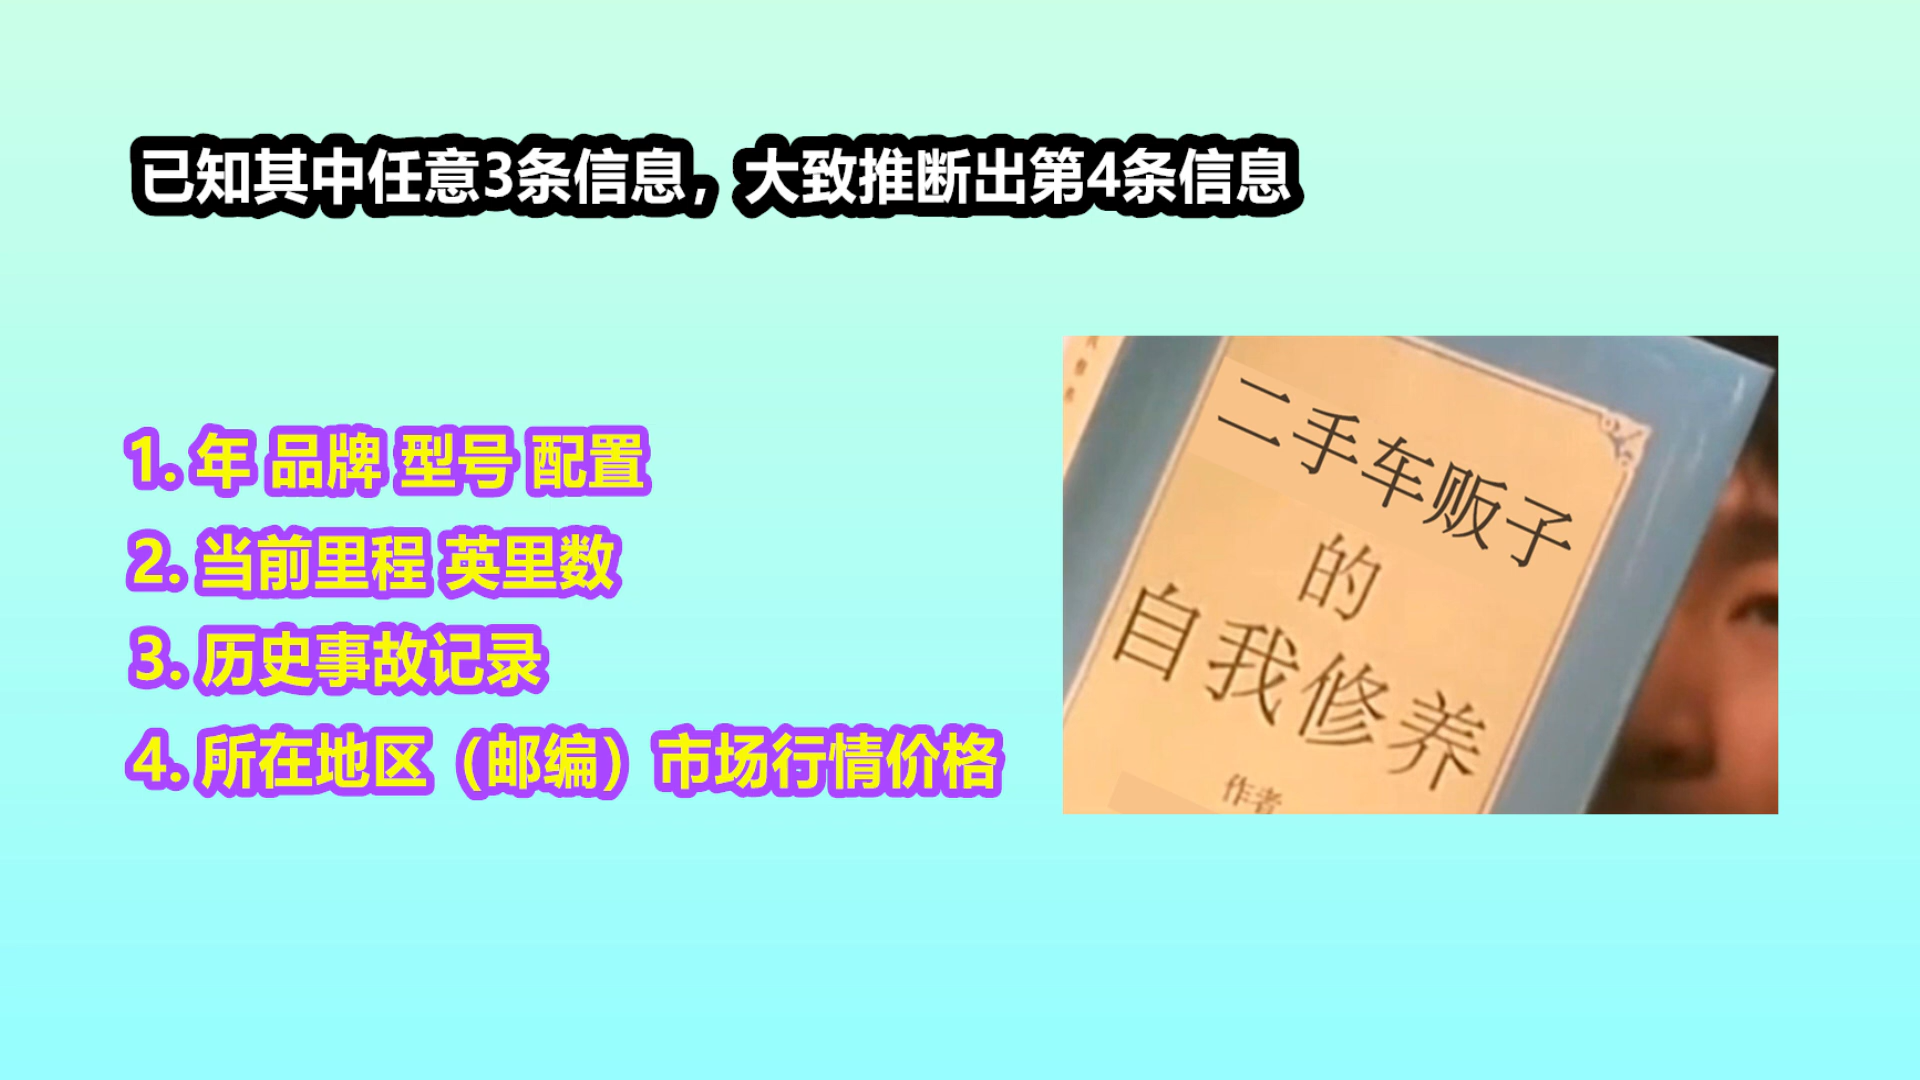 已知其中任意3条信息，大致推断出第4条信息
1. 年 品牌 型号 配置
2. 当前里程 英里数
3. 历史事故记录
4. 所在地区（邮编）市场行情价格
二手车贩子
的
自我修养
作者